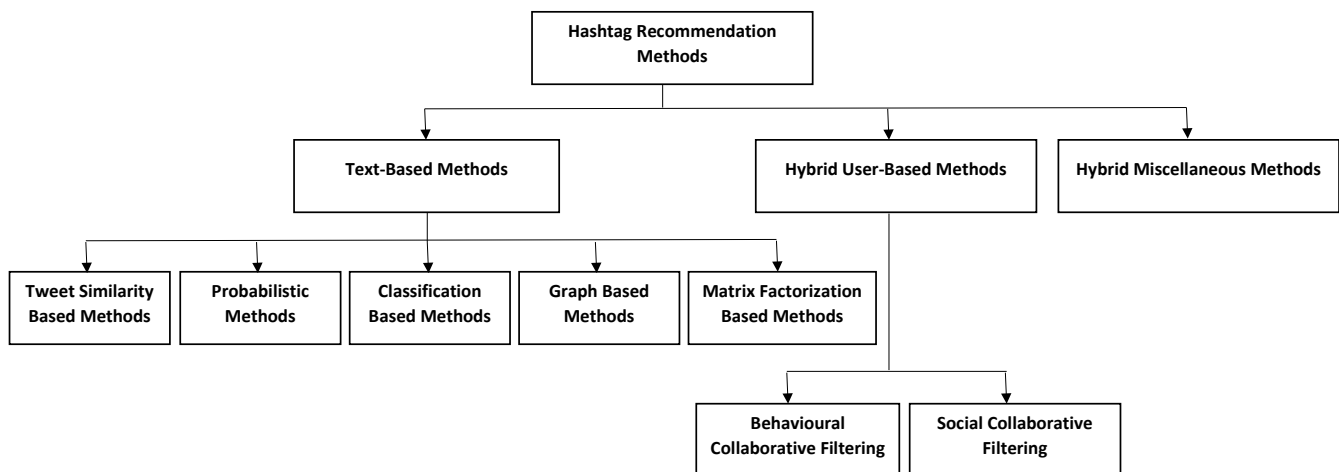 Hashtag Recommendation
Methods
Text-Based Methods
Hybrid User-Based Methods
Hybrid Miscellaneous Methods
Tweet Similarity
Based Methods
Probabilistic
Methods
Classification
Based Methods
Graph Based
Methods
Matrix Factorization
Based Methods
Behavioural
Collaborative Filtering
Social Collaborative
Filtering